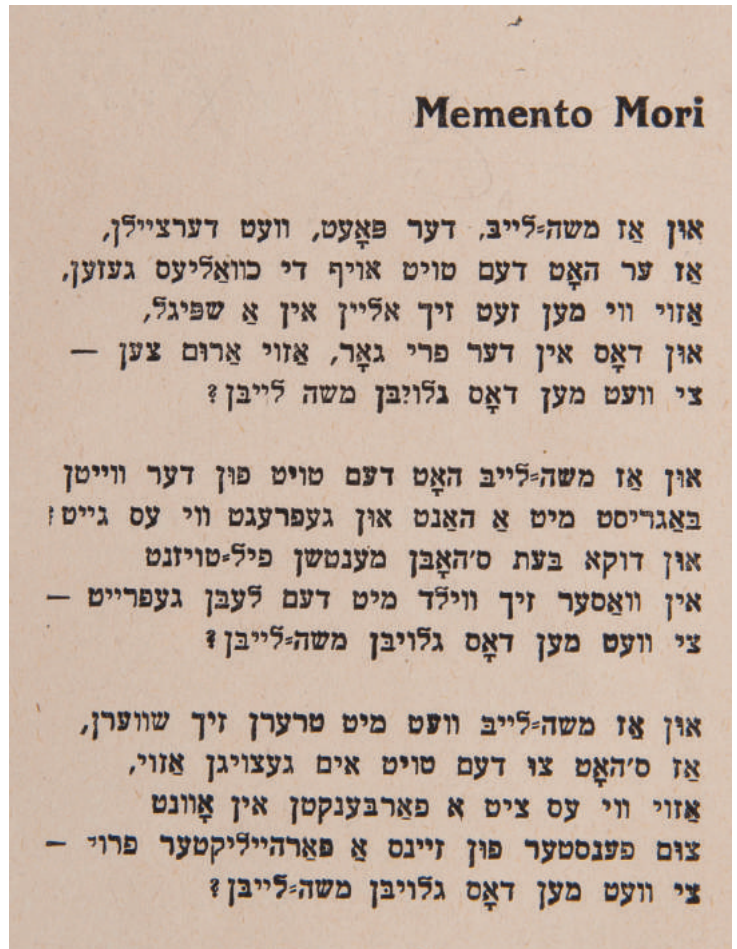 Memento Mori
און אַז משה⸗לייב, דער פּאָעט, וועט דערציילן,
אַז ער האָט דעם טויט אויף די כוואַליעס געזען,
אַזוי ווי מען זעט זיך אליין אין אַ שפּיגל,
און דאָס אין דער פרי גאָר, אַזוי אַרום צען —
צי וועט מען דאָס גלויבן משה לייבן?
און אַז משה⸗לייב האָט דעם טויט פון דער ווייטן
באַגריסט מיט אַ האַנט און געפרעגט ווי עס גייט?
און דוקא בעת ס׳האָבן מענטשן פיל⸗טויזנט
אין וואַסער זיך ווילד מיט דעם לעבן געפרייט —
צי וועט מען דאָס גלויבן משה⸗לייבן?
און אַז משה⸗לייב וועט מיט טרערן זיך שווערן,
אַז ס׳האָט צו דעם טויט אים געצויגן אַזוי,
אַזוי ווי עס ציט א פאַרבענקטן אין אָוונט
צום פענסטער פון זיינס אַ פאַרהייליקטער פרוי —
צי וועט מען דאָס גלויבן משה⸗לייבן?